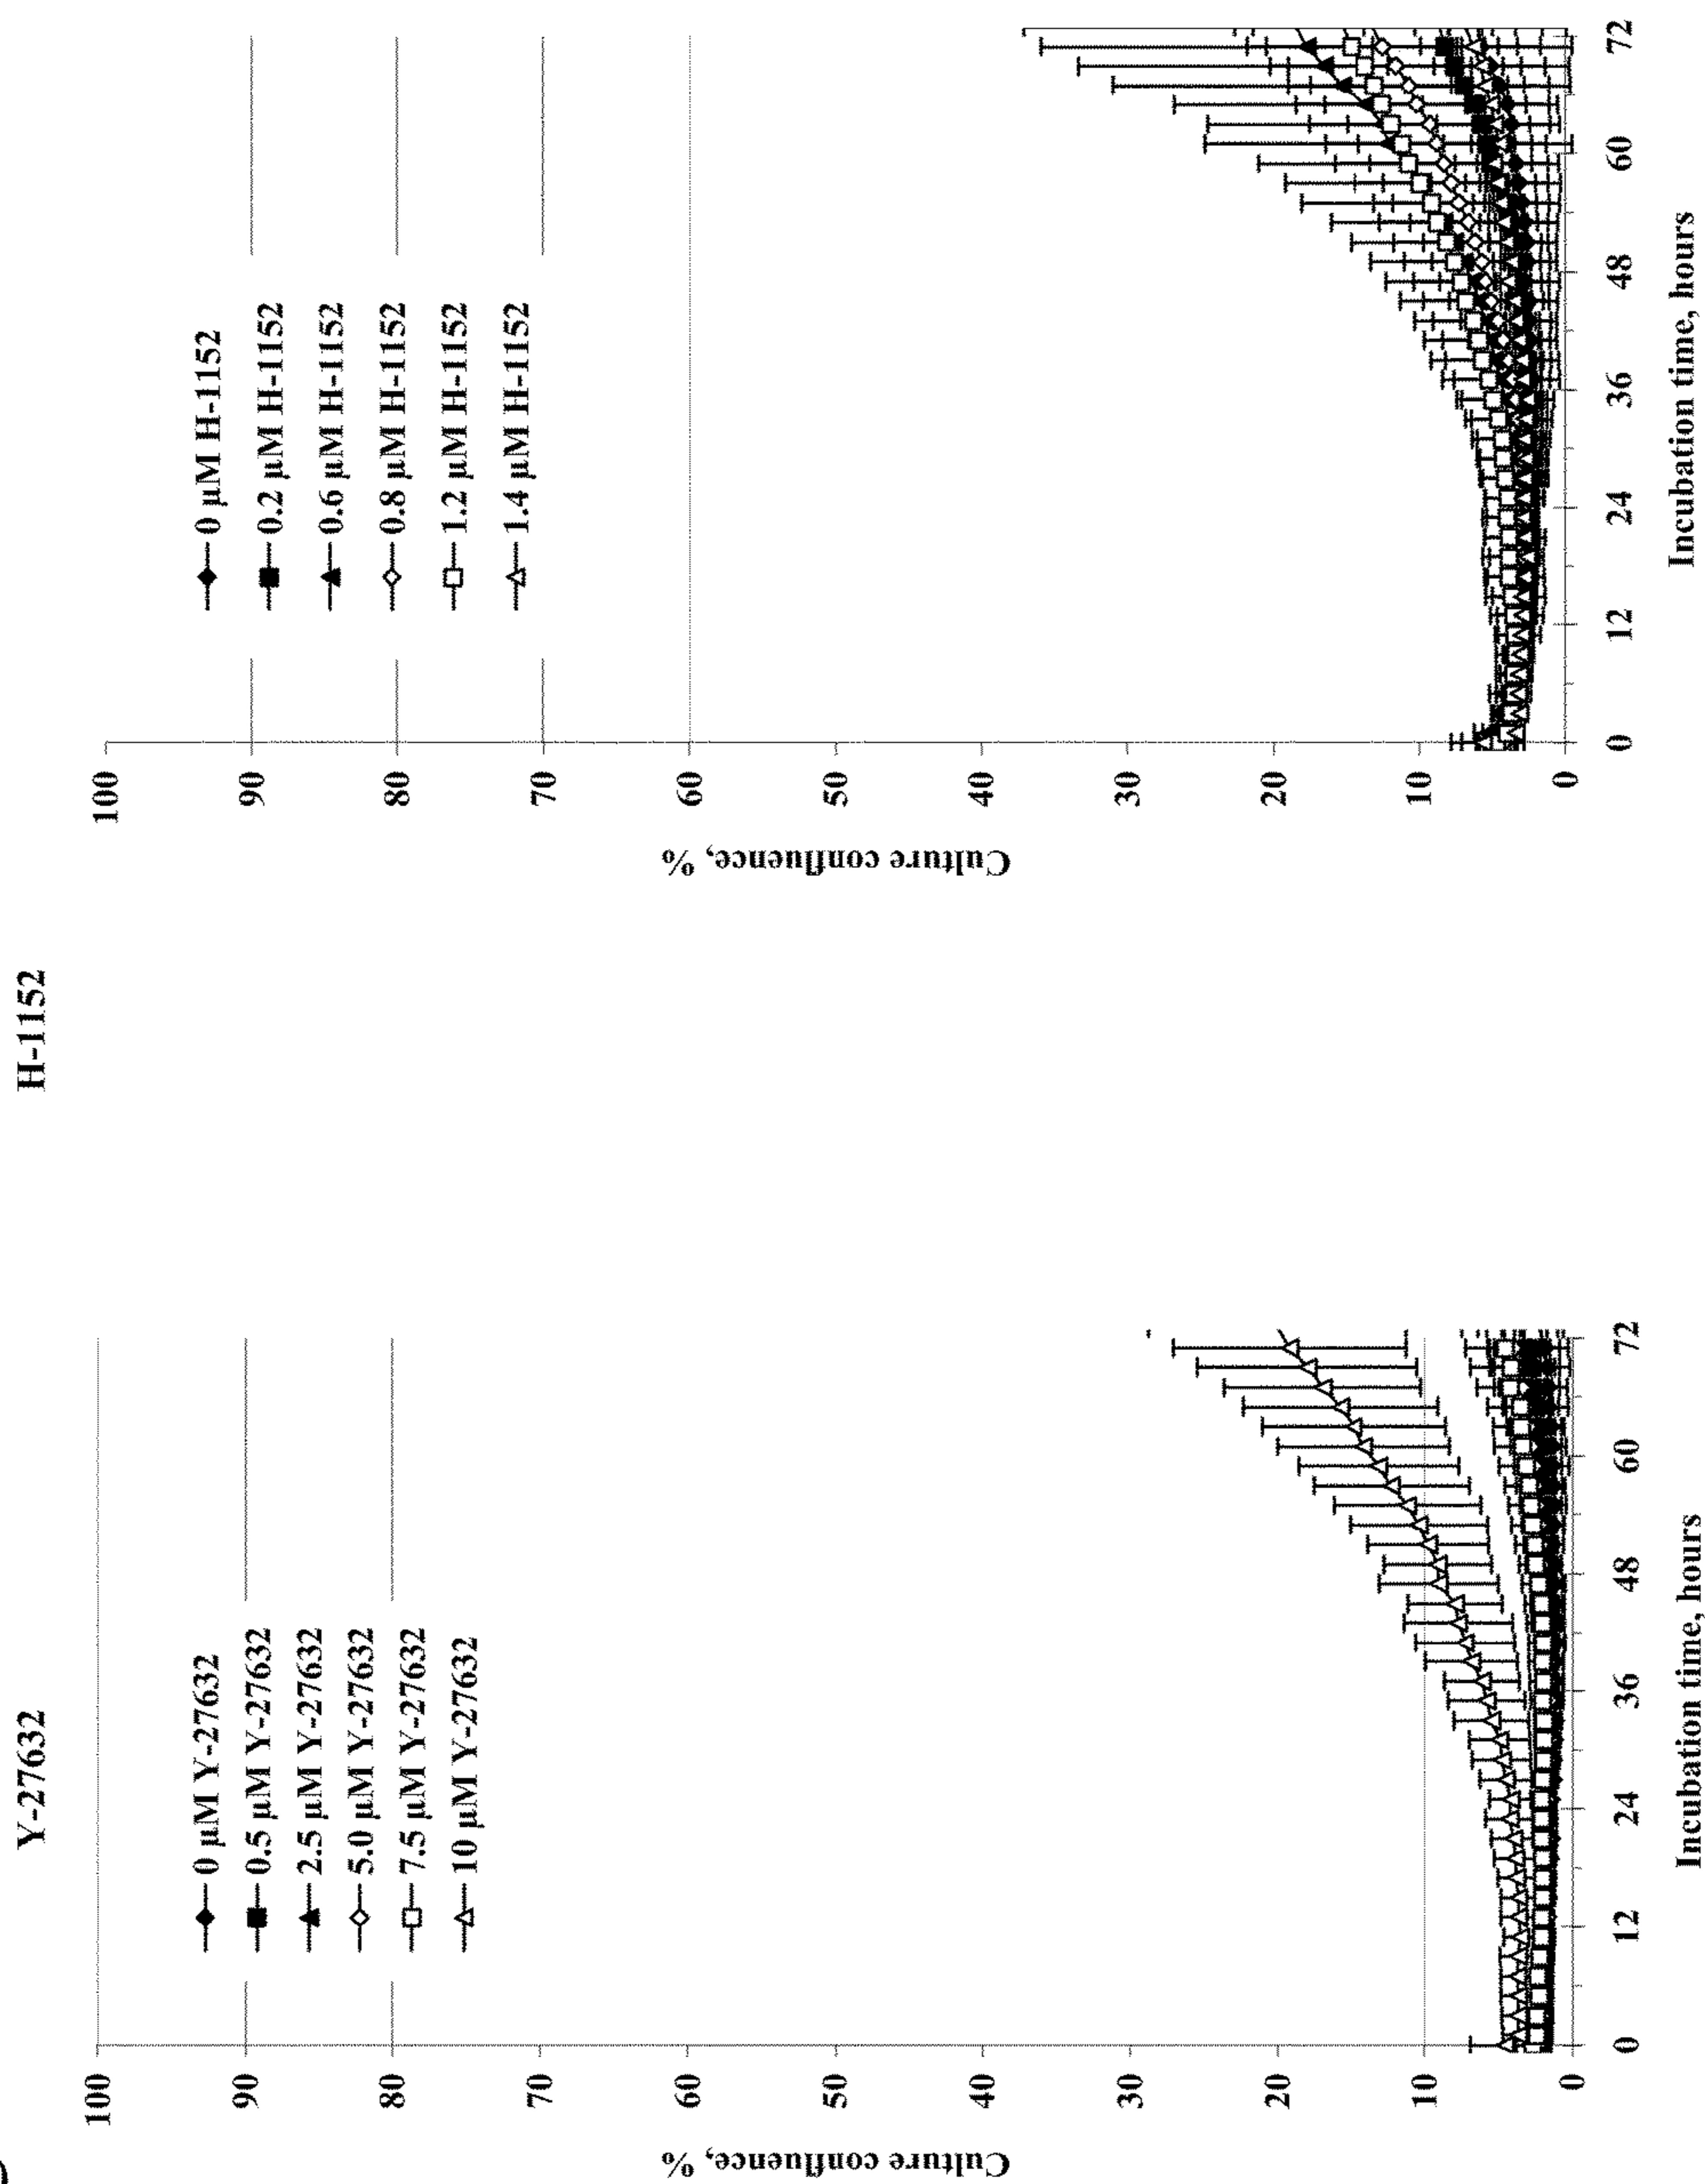 Y-27632
100
90
80
70
60
50
40
30
20
10
0
Culture confluence, %
0 µM Y-27632
0.5 µM Y-27632
2.5 µM Y-27632
5.0 µM Y-27632
7.5 µM Y-27632
10 µM Y-27632
0 12 24 36 48 60 72
Incubation time, hours
H-1152
100
90
80
70
60
50
40
30
20
10
0
Culture confluence, %
0 µM H-1152
0.2 µM H-1152
0.6 µM H-1152
0.8 µM H-1152
1.2 µM H-1152
1.4 µM H-1152
0 12 24 36 48 60 72
Incubation time, hours